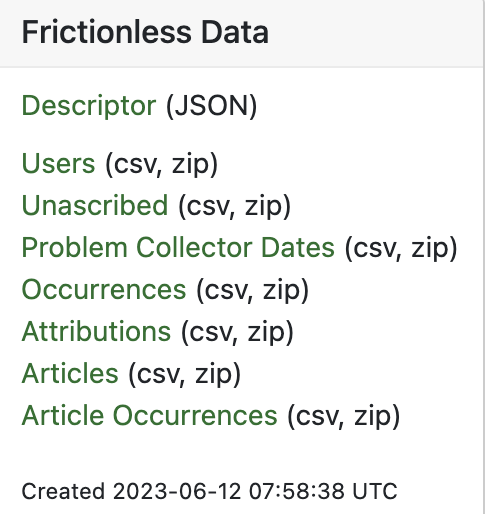 Frictionless Data
Descriptor (JSON)
Users (csv, zip)
Unascribed (csv, zip)
Problem Collector Dates (csv, zip)
Occurrences (csv, zip)
Attributions (csv, zip)
Articles (csv, zip)
Article Occurrences (csv, zip)
Created 2023-06-12 07:58:38 UTC